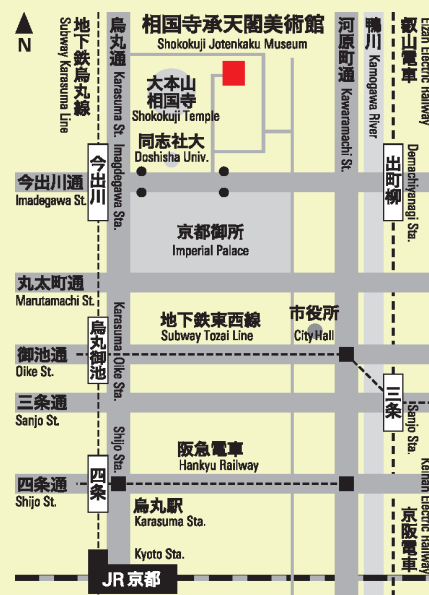 N
地下鉄烏丸線
Subway Karasuma Line
烏丸通
Karasuma St.
相国寺承天閣美術館
Shokokuji Jotenkaku Museum
河原町通
Kawaramachi St.
鴨川
Kamogawa River
叡山電車
Eizan Electric Railway
大本山
相国寺
Shokokuji Temple
同志社大
Doshisha Univ.
今出川
Imagdegawa Sta.
出町柳
Demachiyanagi Sta.
今出川通
Imadegawa St.
京都御所
Imperial Palace
丸太町通
Marutamachi St.
地下鉄東西線
Subway Tozai Line
市役所
City Hall
烏丸御池
Karasuma Oike Sta.
御池通
Oike St.
三条通
Sanjo St.
三条
Sanjo Sta.
阪急電車
Hankyu Railway
四条
Shijo Sta.
四条通
Shijo St.
烏丸駅
Karasuma Sta.
Keihan Electric Railway
京阪電車
Kyoto Sta.
JR京都